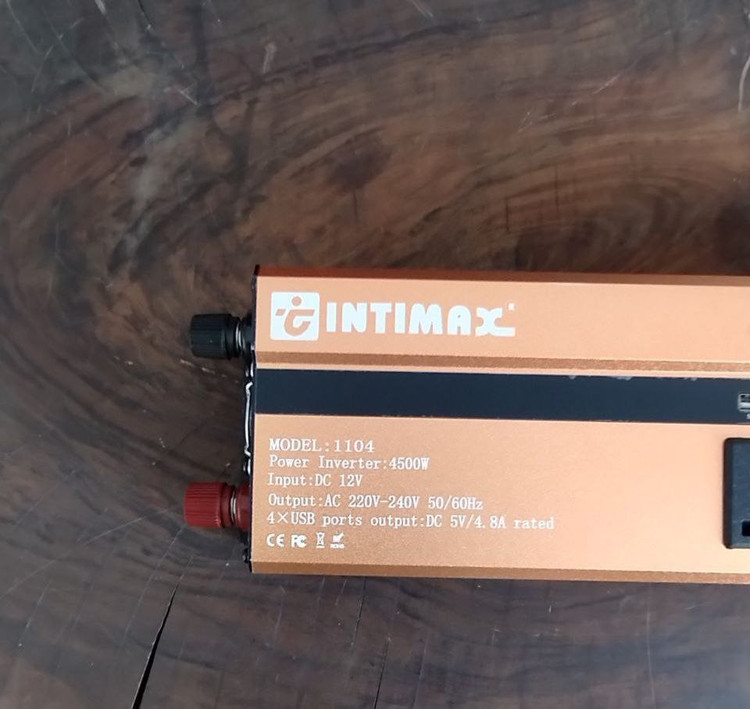 INTIMAX
MODEL:1104
Power Inverter:4500W
Input:DC 12V
Output:AC 220V-240V 50/60Hz
4×USB ports output:DC 5V/4.8A rated
CE FC